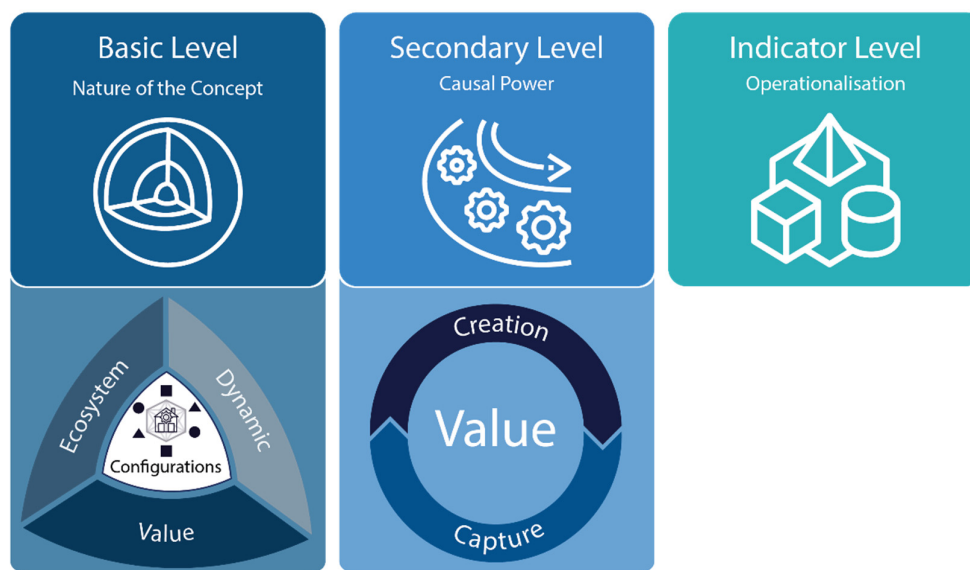 Basic Level
Nature of the Concept
Secondary Level
Causal Power
Indicator Level
Operationalisation
Ecosystem
Dynamic
Configurations
Value
Creation
Value
Capture